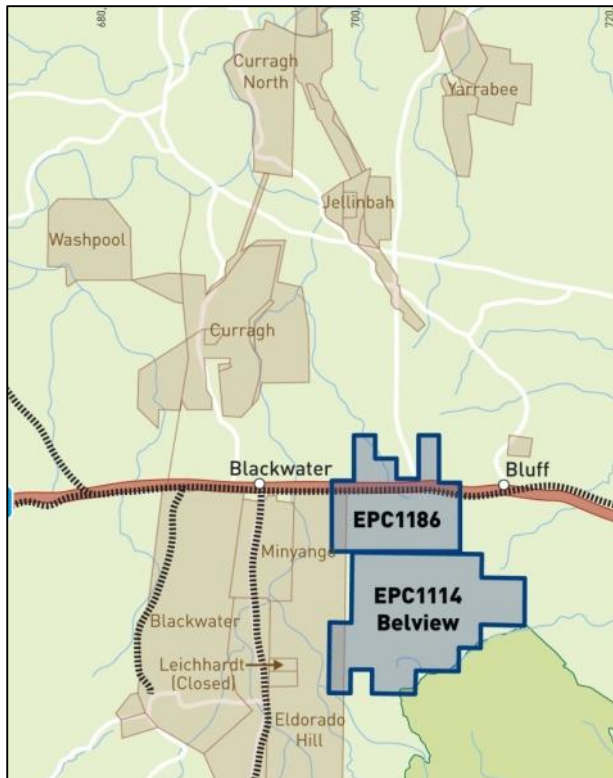 680,
700,
720,
Curragh
North
Yarrabee
Jellinbah
Washpool
Curragh
Blackwater
Bluff
EPC1186
Minyango
EPC1114
Belview
Blackwater
Leichhardt
(Closed)
Eldorado
Hill